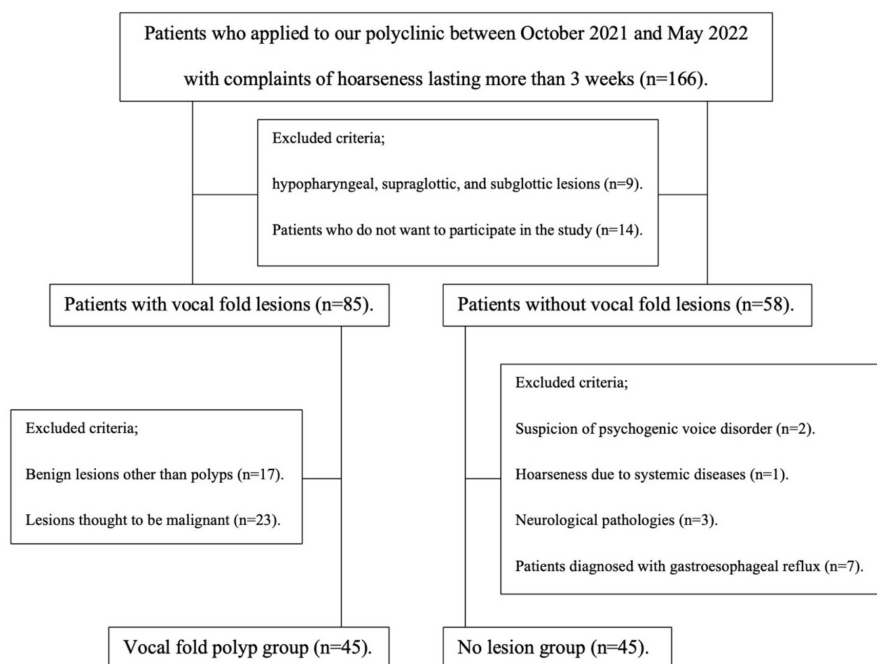 Patients who applied to our polyclinic between October 2021 and May 2022
with complaints of hoarseness lasting more than 3 weeks (n=166).
Excluded criteria;
hypopharyngeal, supraglottic, and subglottic lesions (n=9).
Patients who do not want to participate in the study (n=14).
Patients with vocal fold lesions (n=85).
Patients without vocal fold lesions (n=58).
Excluded criteria;
Benign lesions other than polyps (n=17).
Lesions thought to be malignant (n=23).
Excluded criteria;
Suspicion of psychogenic voice disorder (n=2).
Hoarseness due to systemic diseases (n=1).
Neurological pathologies (n=3).
Patients diagnosed with gastroesophageal reflux (n=7).
Vocal fold polyp group (n=45).
No lesion group (n=45).